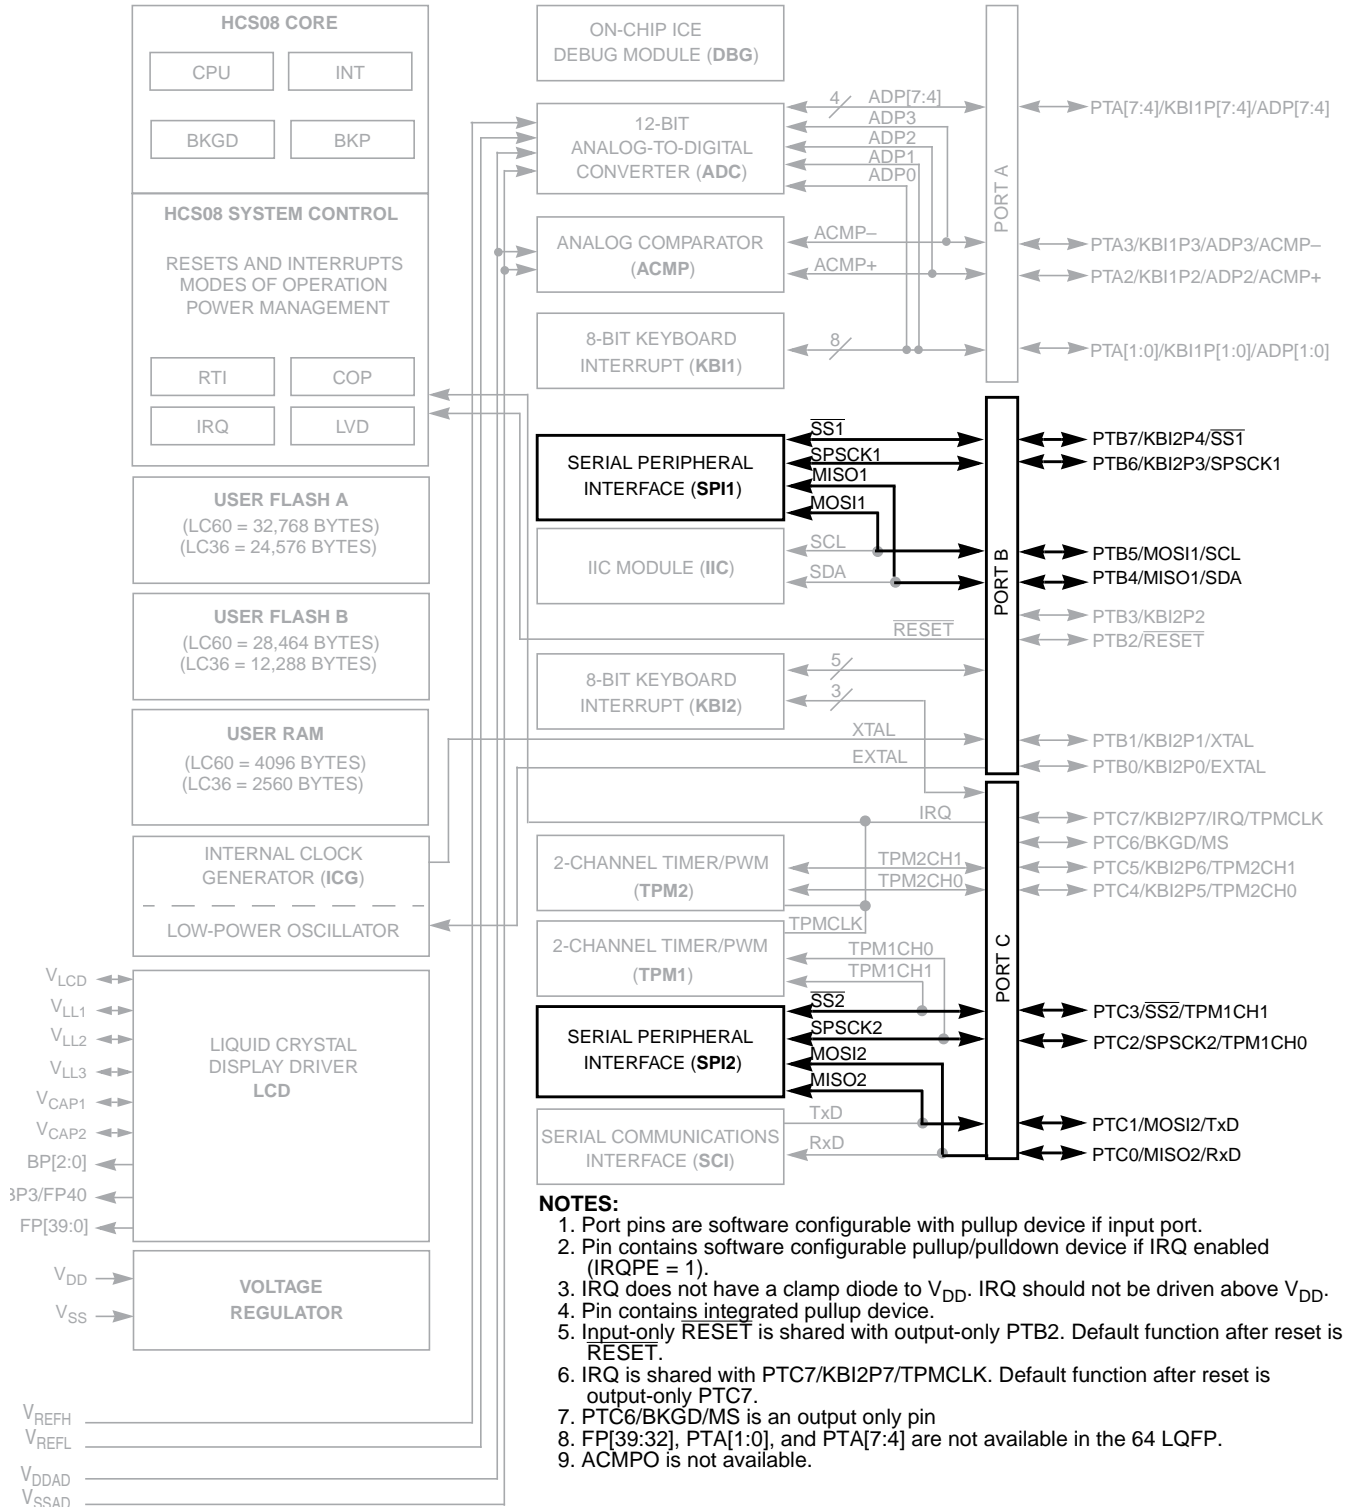 HCS08 CORE
CPU
INT
BKGD
BKP
HCS08 SYSTEM CONTROL
RESETS AND INTERRUPTS
MODES OF OPERATION
POWER MANAGEMENT
RTI
COP
IRQ
LVD
USER FLASH A
(LC60 = 32,768 BYTES)
(LC36 = 24,576 BYTES)
USER FLASH B
(LC60 = 28,464 BYTES)
(LC36 = 12,288 BYTES)
USER RAM
(LC60 = 4096 BYTES)
(LC36 = 2560 BYTES)
INTERNAL CLOCK
GENERATOR (ICG)
LOW-POWER OSCILLATOR
VLCD
VLL1
VLL2
VLL3
VCAP1
VCAP2
BP[2:0]
BP3/FP40
FP[39:0]
LIQUID CRYSTAL
DISPLAY DRIVER
LCD
VDD
VSS
VOLTAGE
REGULATOR
VREFH
VREFL
VDDAD
VSSAD
ON-CHIP ICE
DEBUG MODULE (DBG)
12-BIT
ANALOG-TO-DIGITAL
CONVERTER (ADC)
4
ADP[7:4]
ADP3
ADP2
ADP1
ADP0
ANALOG COMPARATOR
(ACMP)
ACMP–
ACMP+
8-BIT KEYBOARD
INTERRUPT (KBI1)
8
PORT A
PTA[7:4]/KBI1P[7:4]/ADP[7:4]
PTA3/KBI1P3/ADP3/ACMP–
PTA2/KBI1P2/ADP2/ACMP+
PTA[1:0]/KBI1P[1:0]/ADP[1:0]
SERIAL PERIPHERAL
INTERFACE (SPI1)
SS1
SPSCK1
MISO1
MOSI1
IIC MODULE (IIC)
SCL
SDA
RESET
8-BIT KEYBOARD
INTERRUPT (KBI2)
5
3
XTAL
EXTAL
PORT B
PTB7/KBI2P4/SS1
PTB6/KBI2P3/SPSCK1
PTB5/MOSI1/SCL
PTB4/MISO1/SDA
PTB3/KBI2P2
PTB2/RESET
PTB1/KBI2P1/XTAL
PTB0/KBI2P0/EXTAL
IRQ
2-CHANNEL TIMER/PWM
(TPM2)
TPM2CH1
TPM2CH0
TPMCLK
2-CHANNEL TIMER/PWM
(TPM1)
TPM1CH0
TPM1CH1
SERIAL PERIPHERAL
INTERFACE (SPI2)
SS2
SPSCK2
MOSI2
MISO2
SERIAL COMMUNICATIONS
INTERFACE (SCI)
TxD
RxD
PORT C
PTC7/KBI2P7/IRQ/TPMCLK
PTC6/BKGD/MS
PTC5/KBI2P6/TPM2CH1
PTC4/KBI2P5/TPM2CH0
PTC3/SS2/TPM1CH1
PTC2/SPSCK2/TPM1CH0
PTC1/MOSI2/TxD
PTC0/MISO2/RxD
NOTES:
1. Port pins are software configurable with pullup device if input port.
2. Pin contains software configurable pullup/pulldown device if IRQ enabled
(IRQPE = 1).
3. IRQ does not have a clamp diode to VDD. IRQ should not be driven above VDD.
4. Pin contains integrated pullup device.
5. Input-only RESET is shared with output-only PTB2. Default function after reset is
RESET.
6. IRQ is shared with PTC7/KBI2P7/TPMCLK. Default function after reset is
output-only PTC7.
7. PTC6/BKGD/MS is an output only pin
8. FP[39:32], PTA[1:0], and PTA[7:4] are not available in the 64 LQFP.
9. ACMPO is not available.